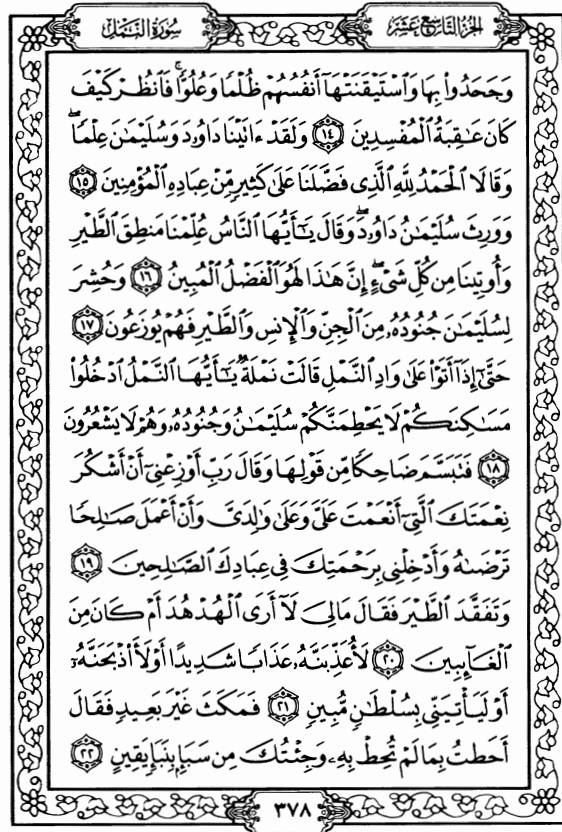 الجزء التاسع عشر
سورة النمل
وَجَحَدُوا۟ بِهَا وَٱسْتَيْقَنَتْهَآ أَنفُسُهُمْ ظُلْمًا وَعُلُوًّا ۚ فَٱنظُرْ كَيْفَ
كَانَ عَـٰقِبَةُ ٱلْمُفْسِدِينَ ١٤ وَلَقَدْ ءَاتَيْنَا دَاوُۥدَ وَسُلَيْمَـٰنَ عِلْمًا ۖ
وَقَالَا ٱلْحَمْدُ لِلَّهِ ٱلَّذِى فَضَّلَنَا عَلَىٰ كَثِيرٍ مِّنْ عِبَادِهِ ٱلْمُؤْمِنِينَ ١٥
وَوَرِثَ سُلَيْمَـٰنُ دَاوُۥدَ ۖ وَقَالَ يَـٰٓأَيُّهَا ٱلنَّاسُ عُلِّمْنَا مَنطِقَ ٱلطَّيْرِ
وَأُوتِينَا مِن كُلِّ شَىْءٍ ۖ إِنَّ هَـٰذَا لَهُوَ ٱلْفَضْلُ ٱلْمُبِينُ ١٦ وَحُشِرَ
لِسُلَيْمَـٰنَ جُنُودُهُۥ مِنَ ٱلْجِنِّ وَٱلْإِنسِ وَٱلطَّيْرِ فَهُمْ يُوزَعُونَ ١٧
حَتَّىٰٓ إِذَآ أَتَوْا۟ عَلَىٰ وَادِ ٱلنَّمْلِ قَالَتْ نَمْلَةٌ يَـٰٓأَيُّهَا ٱلنَّمْلُ ٱدْخُلُوا۟
مَسَـٰكِنَكُمْ لَا يَحْطِمَنَّكُمْ سُلَيْمَـٰنُ وَجُنُودُهُۥ وَهُمْ لَا يَشْعُرُونَ
١٨ فَتَبَسَّمَ ضَاحِكًا مِّن قَوْلِهَا وَقَالَ رَبِّ أَوْزِعْنِىٓ أَنْ أَشْكُرَ
نِعْمَتَكَ ٱلَّتِىٓ أَنْعَمْتَ عَلَىَّ وَعَلَىٰ وَٰلِدَىَّ وَأَنْ أَعْمَلَ صَـٰلِحًا
تَرْضَىٰهُ وَأَدْخِلْنِى بِرَحْمَتِكَ فِى عِبَادِكَ ٱلصَّـٰلِحِينَ ١٩
وَتَفَقَّدَ ٱلطَّيْرَ فَقَالَ مَالِىَ لَآ أَرَى ٱلْهُدْهُدَ أَمْ كَانَ مِنَ
ٱلْغَآئِبِينَ ٢٠ لَأُعَذِّبَنَّهُۥ عَذَابًا شَدِيدًا أَوْ لَأَا۟ذْبَحَنَّهُۥٓ
أَوْ لَيَأْتِيَنِّى بِسُلْطَـٰنٍ مُّبِينٍ ٢١ فَمَكَثَ غَيْرَ بَعِيدٍ فَقَالَ
أَحَطتُ بِمَا لَمْ تُحِطْ بِهِۦ وَجِئْتُكَ مِن سَبَإٍۭ بِنَبَإٍ يَقِينٍ ٢٢
٣٧٨